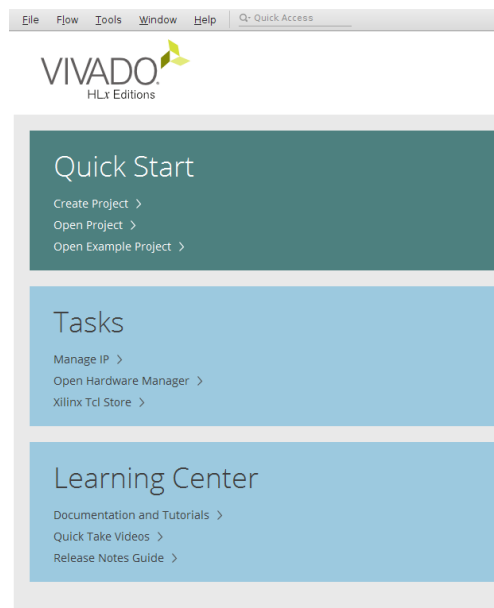 File Flow Tools Window Help Q- Quick Access
VIVADO.
HLx Editions
Quick Start
Create Project >
Open Project >
Open Example Project >
Tasks
Manage IP >
Open Hardware Manager >
Xilinx Tcl Store >
Learning Center
Documentation and Tutorials >
Quick Take Videos >
Release Notes Guide >